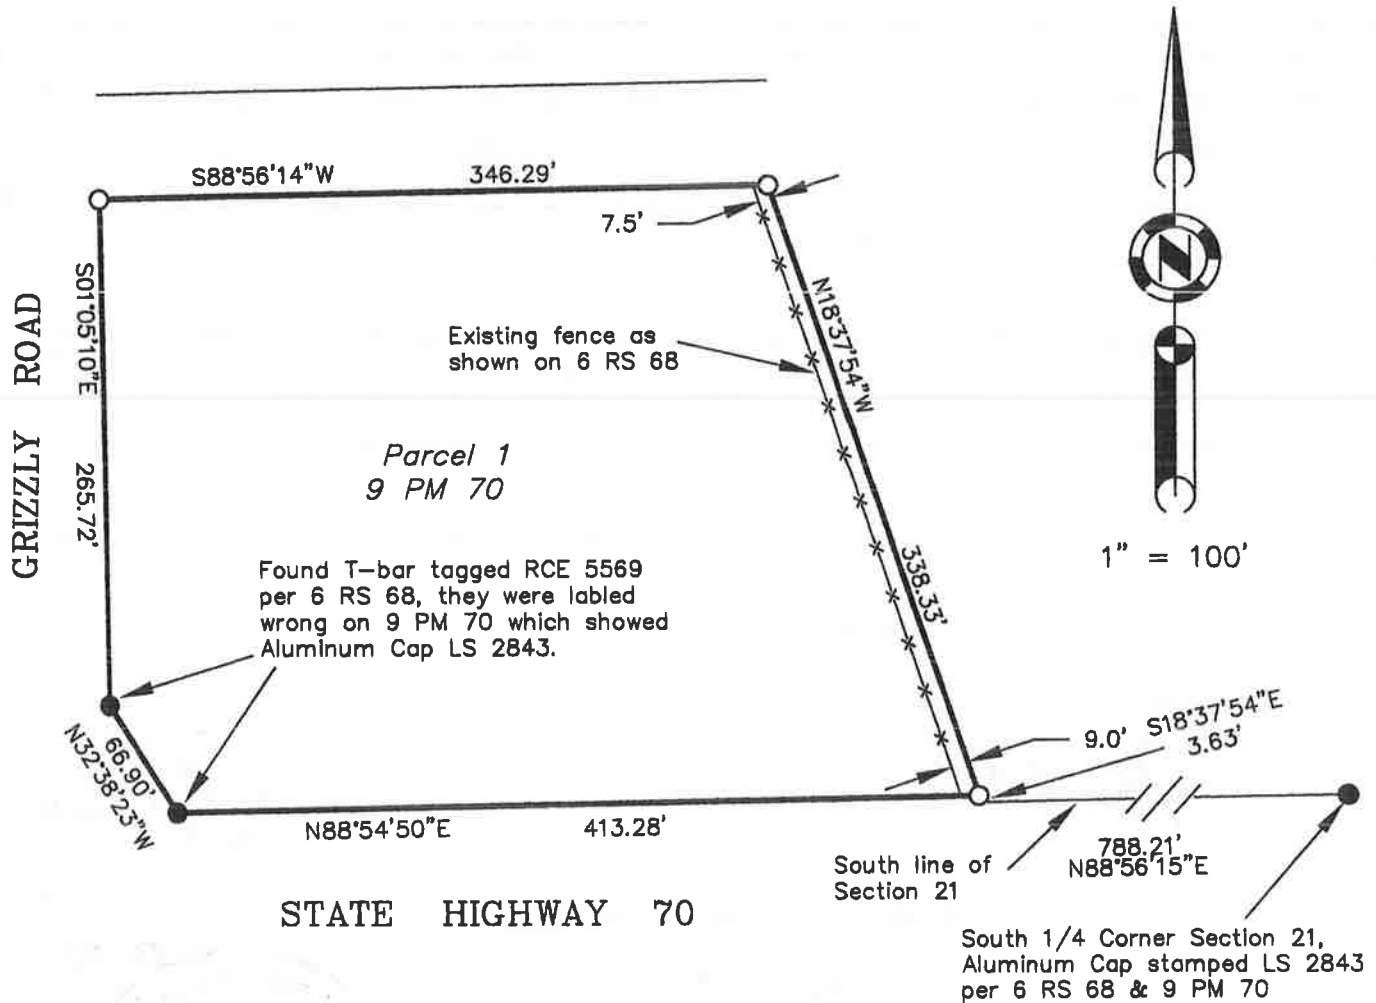 S88°56'14"W 346.29'
7.5'
GRIZZLY ROAD
S01°05'10"E 265.72'
N18°37'54"W 338.33'
Existing fence as
shown on 6 RS 68
Parcel 1
9 PM 70
N
1" = 100'
Found T-bar tagged RCE 5569
per 6 RS 68, they were labled
wrong on 9 PM 70 which showed
Aluminum Cap LS 2843.
66.90'
N32°38'23"W
9.0'
S18°37'54"E
3.63'
N88°54'50"E 413.28'
788.21'
N88°56'15"E
South line of
Section 21
STATE HIGHWAY 70
South 1/4 Corner Section 21,
Aluminum Cap stamped LS 2843
per 6 RS 68 & 9 PM 70